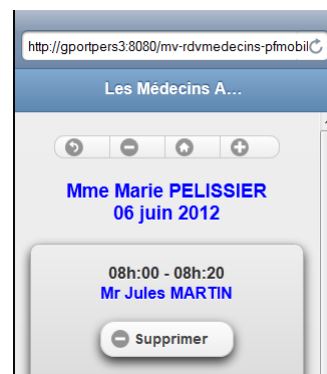 http://gportpers3:8080/mv-rdvmedecins-pfmobil
Les Médecins A...
Mme Marie PELISSIER
06 juin 2012
08h:00 - 08h:20
Mr Jules MARTIN
Supprimer